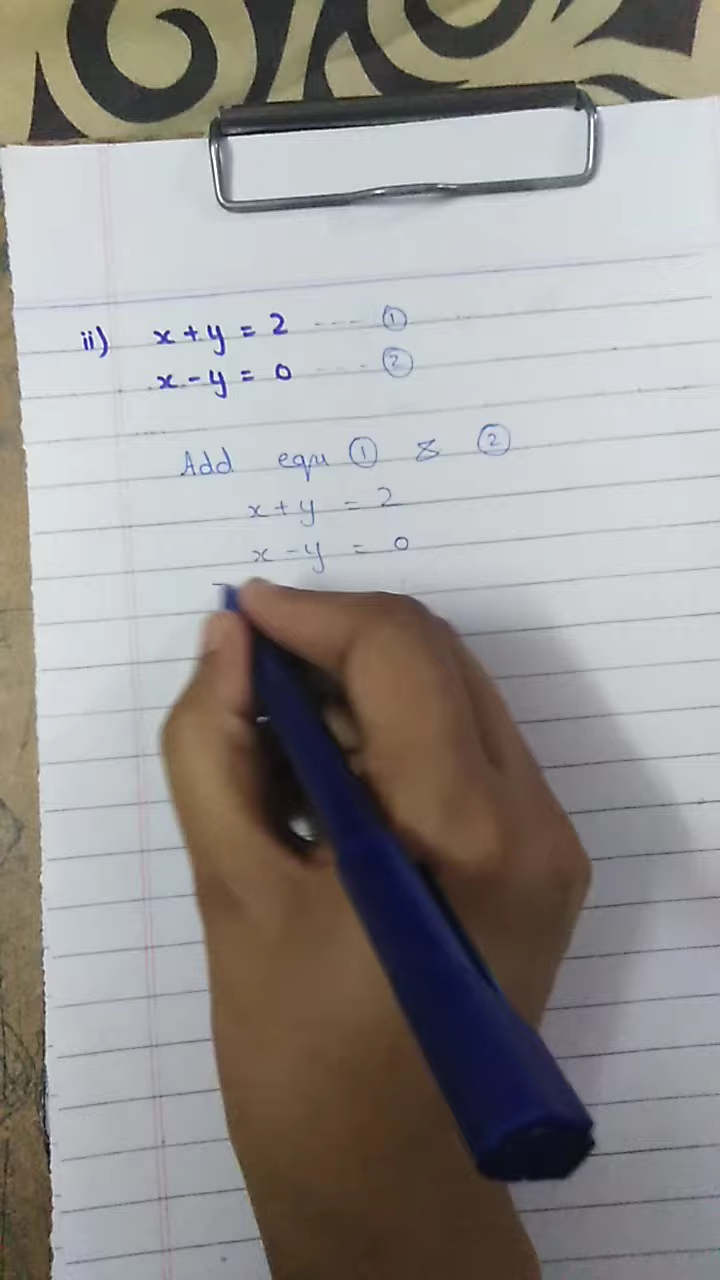 ii) x + y = 2 ---- ①
x - y = 0 ---- ②
Add equ ① & ②
x + y = 2
x - y = 0